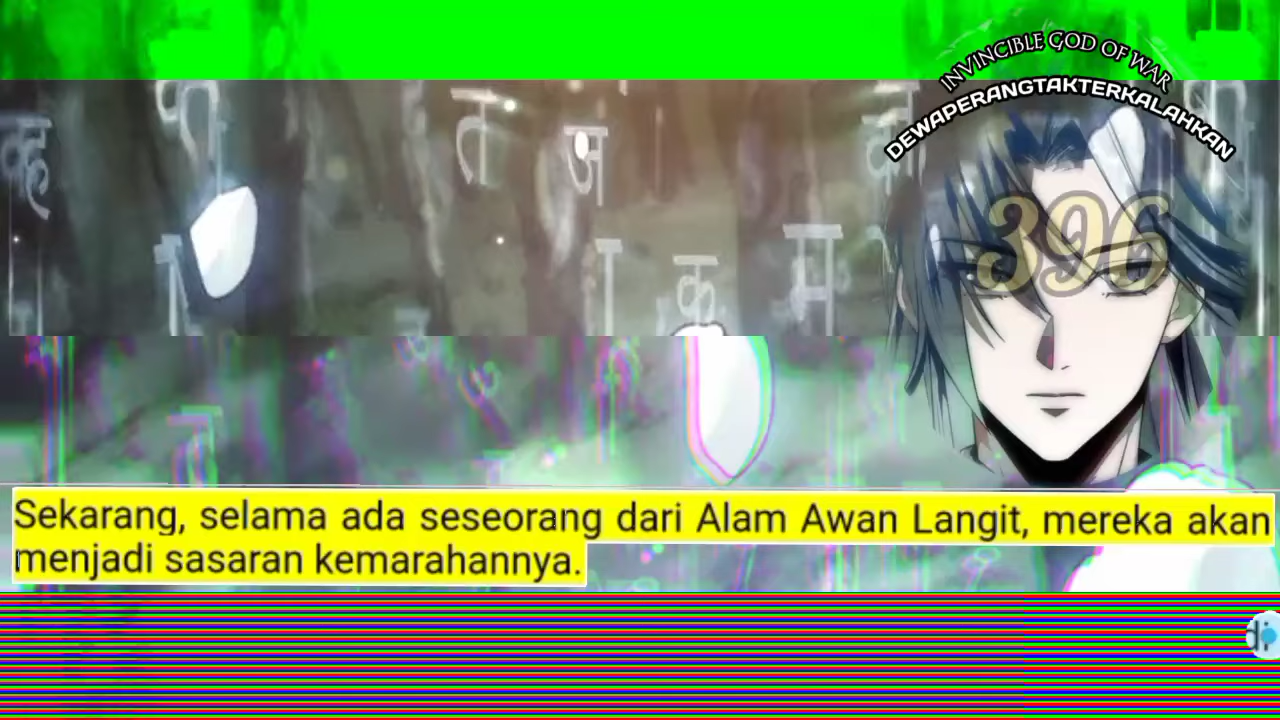 INVINCIBLE GOD OF WAR
DEWAPERANGTAKTERKALAHKAN
396
त
अ
क
म
Sekarang, selama ada seseorang dari Alam Awan Langit, mereka akan
menjadi sasaran kemarahannya.
di